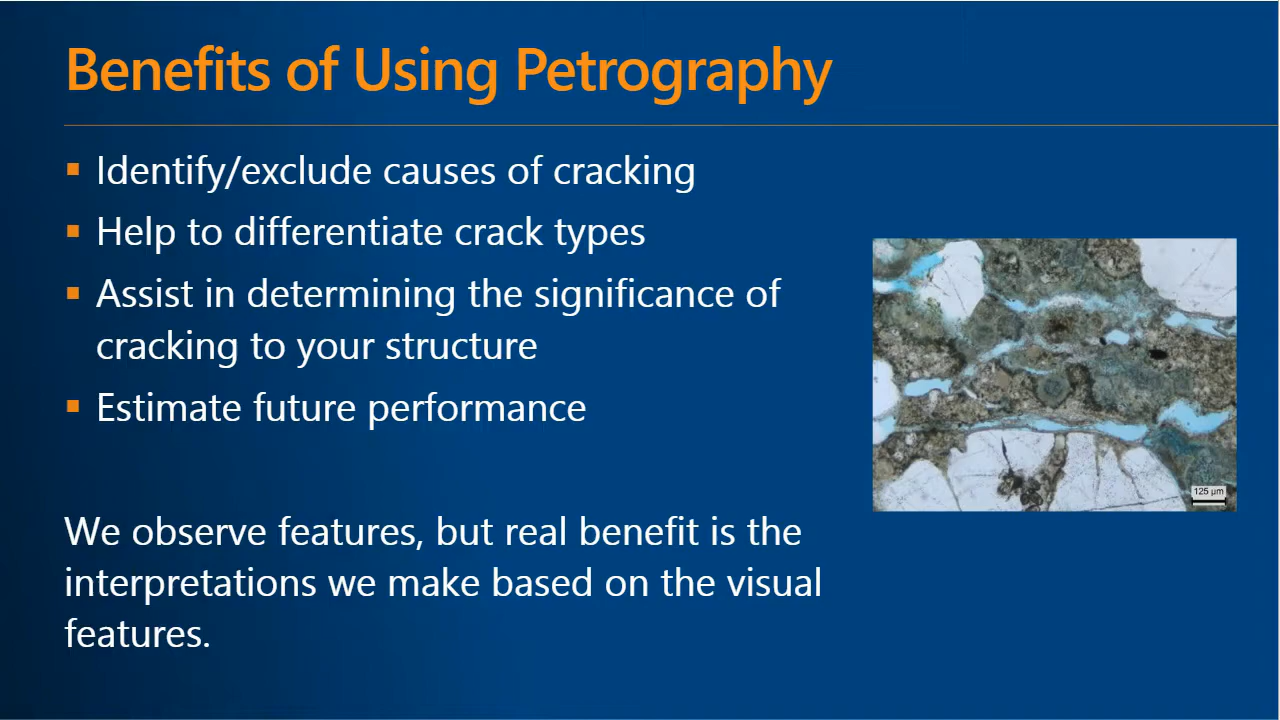 Benefits of Using Petrography
▪ Identify/exclude causes of cracking
▪ Help to differentiate crack types
▪ Assist in determining the significance of
cracking to your structure
▪ Estimate future performance
125 µm
We observe features, but real benefit is the
interpretations we make based on the visual
features.